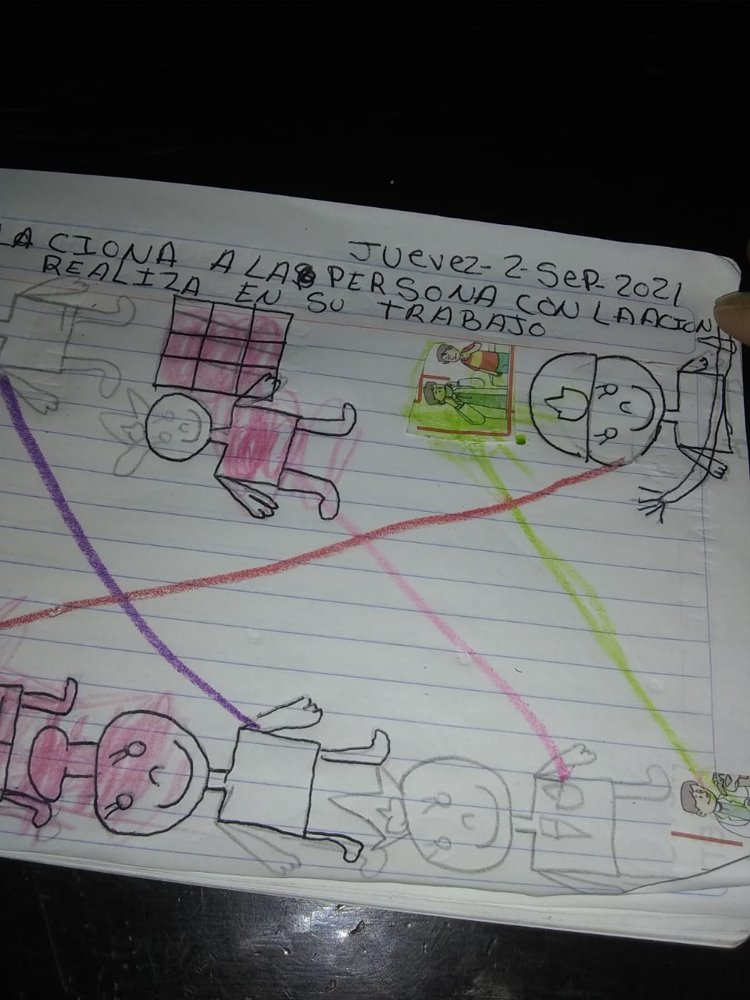 Juevez-2-Sep-2021
LACIONA A LAS PERSONA CON LA ACION
REALIZA EN SU TRABAJO